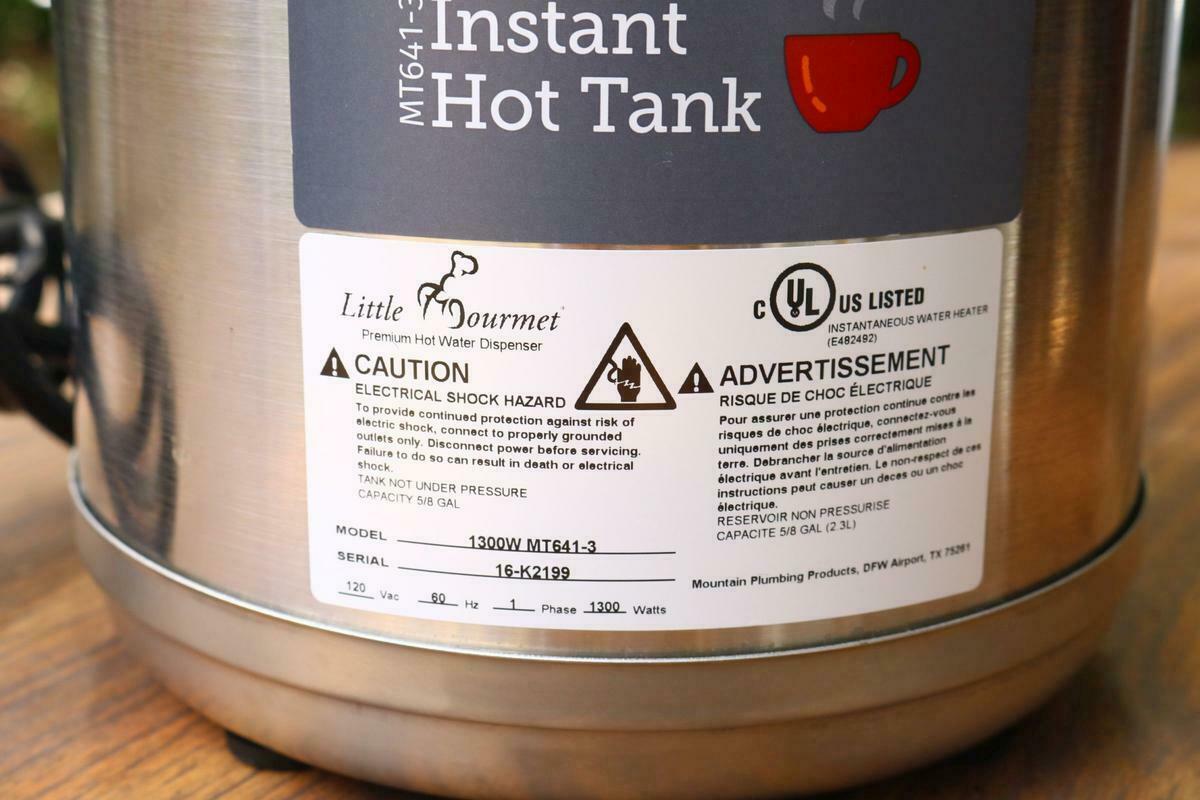 MT641-3
Instant
Hot Tank
Little Gourmet
Premium Hot Water Dispenser
CAUTION
ELECTRICAL SHOCK HAZARD
To provide continued protection against risk of
electric shock, connect to properly grounded
outlets only. Disconnect power before servicing.
Failure to do so can result in death or electrical
shock.
TANK NOT UNDER PRESSURE
CAPACITY 5/8 GAL
C UL US LISTED
INSTANTANEOUS WATER HEATER
(E482492)
ADVERTISSEMENT
RISQUE DE CHOC ÉLECTRIQUE
Pour assurer une protection continue contre les
risques de choc électrique, connectez-vous
uniquement des prises correctement mises à la
terre. Debrancher la source d'alimentation
électrique avant l'entretien. Le non-respect de ces
instructions peut causer un deces ou un choc
électrique.
RESERVOIR NON PRESSURISE
CAPACITE 5/8 GAL (2.3L)
MODEL 1300W MT641-3
SERIAL 16-K2199
120 Vac 60 Hz 1 Phase 1300 Watts
Mountain Plumbing Products, DFW Airport, TX 75261